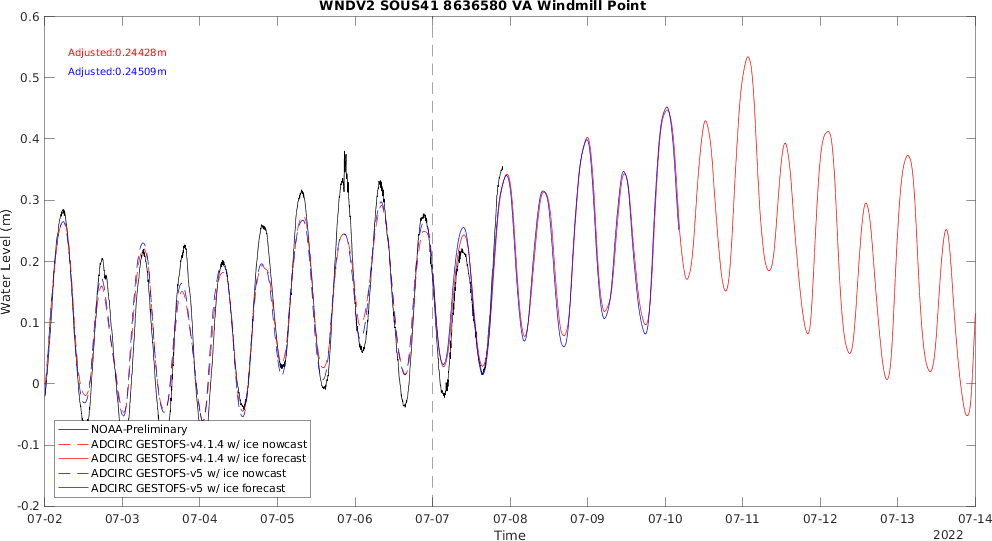 WNDV2 SOUS41 8636580 VA Windmill Point
Adjusted:0.24428m
Adjusted:0.24509m
Water Level (m)
0.6
0.5
0.4
0.3
0.2
0.1
0
-0.1
-0.2
NOAA-Preliminary
ADCIRC GESTOFS-v4.1.4 w/ ice nowcast
ADCIRC GESTOFS-v4.1.4 w/ ice forecast
ADCIRC GESTOFS-v5 w/ ice nowcast
ADCIRC GESTOFS-v5 w/ ice forecast
07-02 07-03 07-04 07-05 07-06 07-07 07-08 07-09 07-10 07-11 07-12 07-13 07-14
Time
2022